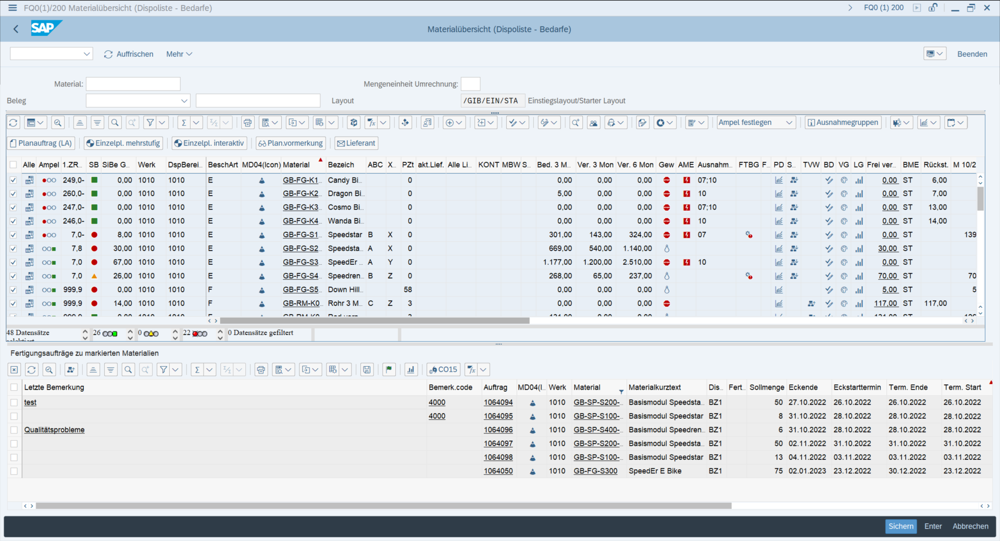 FQ0(1)/200 Materialübersicht (Dispoliste - Bedarfe) FQ0 (1) 200
SAP Materialübersicht (Dispoliste - Bedarfe)
Auffrischen Mehr Beenden
Material: Mengeneinheit Umrechnung:
Beleg Layout /GIB/EIN/STA Einstiegslayout/Starter Layout
Ampel festlegen Ausnahmegruppen
Planauftrag (LA) Einzelpl. mehrstufig Einzelpl. interaktiv Plan.vormerkung Lieferant
Alle Ampel 1.ZR... SB SiBe G... Werk DspBerei... BeschArt MD04(Icon) Material Bezeich ABC X... PZt akt.Lief. Alle Li... KONT MBW S... Bed. 3 M... Ver. 3 Mon Ver. 6 Mon Gew AME Ausnahm... FTBG F... PD S... TVW BD VG LG Frei ver... BME Rückst. M 10/2
249,0- 0,00 1010 1010 E GB-FG-K1... Candy Bi... 0 0,00 0,00 0,00 07;10 0,00 ST 6,00
260,0- 0,00 1010 1010 E GB-FG-K2... Dragon Bi... 0 5,00 0,00 0,00 10 0,00 ST 7,00
247,0- 0,00 1010 1010 E GB-FG-K3... Cosmo Bi... 0 0,00 0,00 0,00 07;10 0,00 ST 13,00
246,0- 0,00 1010 1010 E GB-FG-K4... Wanda Bi... 0 0,00 0,00 0,00 10 0,00 ST 14,00
7,0- 8,00 1010 1010 E GB-FG-S1... Speedstar B X 0 301,00 143,00 324,00 07 0,00 ST 139
7,8 30,00 1010 1010 E GB-FG-S2... Speedsta... A X 0 669,00 540,00 1.140,00 30,00 ST
7,0 67,00 1010 1010 E GB-FG-S3... SpeedEr ... A Y 0 1.177,00 1.200,00 2.510,00 10 0,00 ST
7,0 26,00 1010 1010 E GB-FG-S4... Speedren... B Z 0 268,00 65,00 237,00 70,00 ST 70
999,9 0,00 1010 1010 F GB-FG-S5... Down Hill... 58 0,00 0,00 0,00 5,00 ST 5
999,9 14,00 1010 1010 F GB-RM-K0... Rohr 3 M... C Z 3 0,00 0,00 0,00 117,00 ST 117,00
48 Datensätze 26 0 22 0 Datensätze gefiltert
Fertigungsaufträge zu markierten Materialien
CO15
Letzte Bemerkung Bemerk.code Auftrag MD04(I... Werk Material Materialkurztext Dis... Fert... Sollmenge Eckende Eckstarttermin Term. Ende Term. Start
test 4000 1064094 1010 GB-SP-S200-... Basismodul Speedsta... BZ1 50 27.10.2022 26.10.2022 26.10.2022 26.10.2022
4000 1064095 1010 GB-SP-S100-... Basismodul Speedstar BZ1 8 31.10.2022 28.10.2022 28.10.2022 28.10.2022
Qualitätsprobleme 1064096 1010 GB-SP-S400-... Basismodul Speedren... BZ1 6 31.10.2022 28.10.2022 28.10.2022 28.10.2022
1064097 1010 GB-SP-S200-... Basismodul Speedsta... BZ1 50 02.11.2022 31.10.2022 31.10.2022 31.10.2022
1064098 1010 GB-SP-S100-... Basismodul Speedstar BZ1 13 04.11.2022 03.11.2022 03.11.2022 03.11.2022
1064050 1010 GB-FG-S300 SpeedEr E Bike BZ1 75 02.01.2023 23.12.2022 30.12.2022 23.12.2022
Sichern Enter Abbrechen